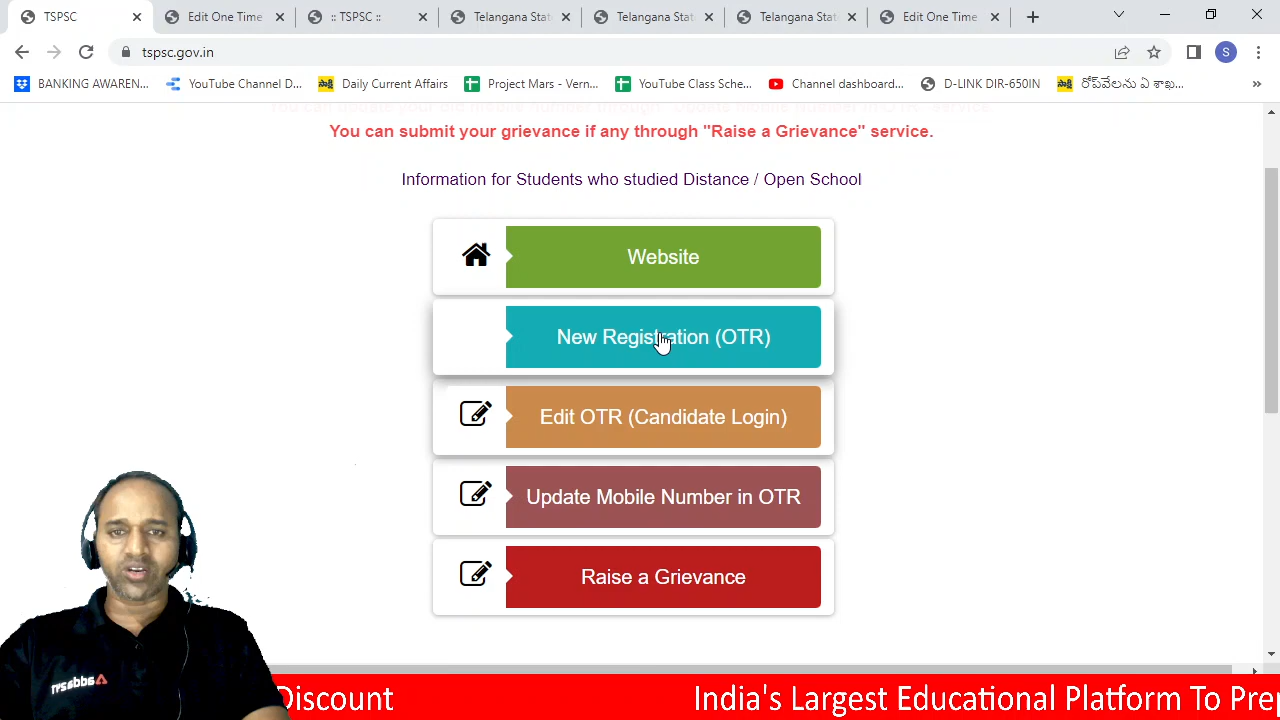 TSPSC
Edit One Time
:: TSPSC ::
Telangana Stat
Telangana Stat
Telangana Stat
Edit One Time
tspsc.gov.in
S
BANKING AWAREN...
YouTube Channel D...
సాక్షి
Daily Current Affairs
Project Mars - Vern...
YouTube Class Sche...
Channel dashboard...
D-LINK DIR-650IN
సాక్షి
రోప్‌వేలను ఏ శాఖ...
»
You can submit your grievance if any through "Raise a Grievance" service.
Information for Students who studied Distance / Open School
Website
New Registration (OTR)
Edit OTR (Candidate Login)
Update Mobile Number in OTR
Raise a Grievance
Discount
India's Largest Educational Platform To Pre